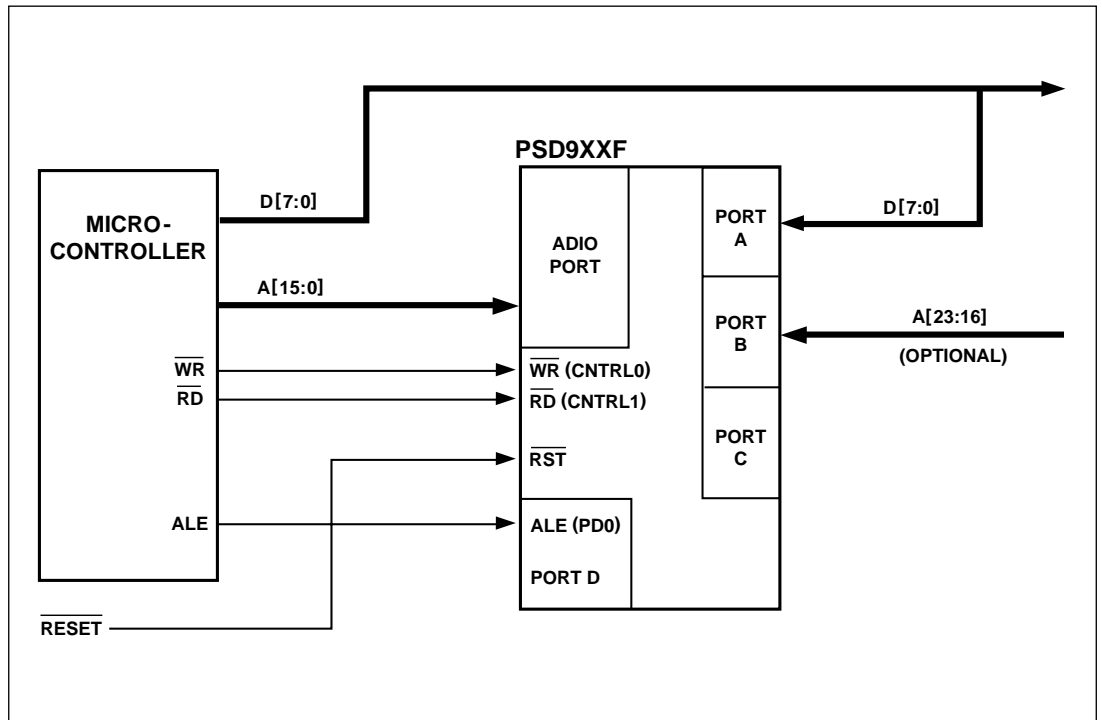 PSD9XXF
MICRO-
CONTROLLER
D[7:0]
A[15:0]
WR
RD
ALE
RESET
ADIO
PORT
WR (CNTRL0)
RD (CNTRL1)
RST
ALE (PD0)
PORT D
PORT
A
PORT
B
PORT
C
D[7:0]
A[23:16]
(OPTIONAL)